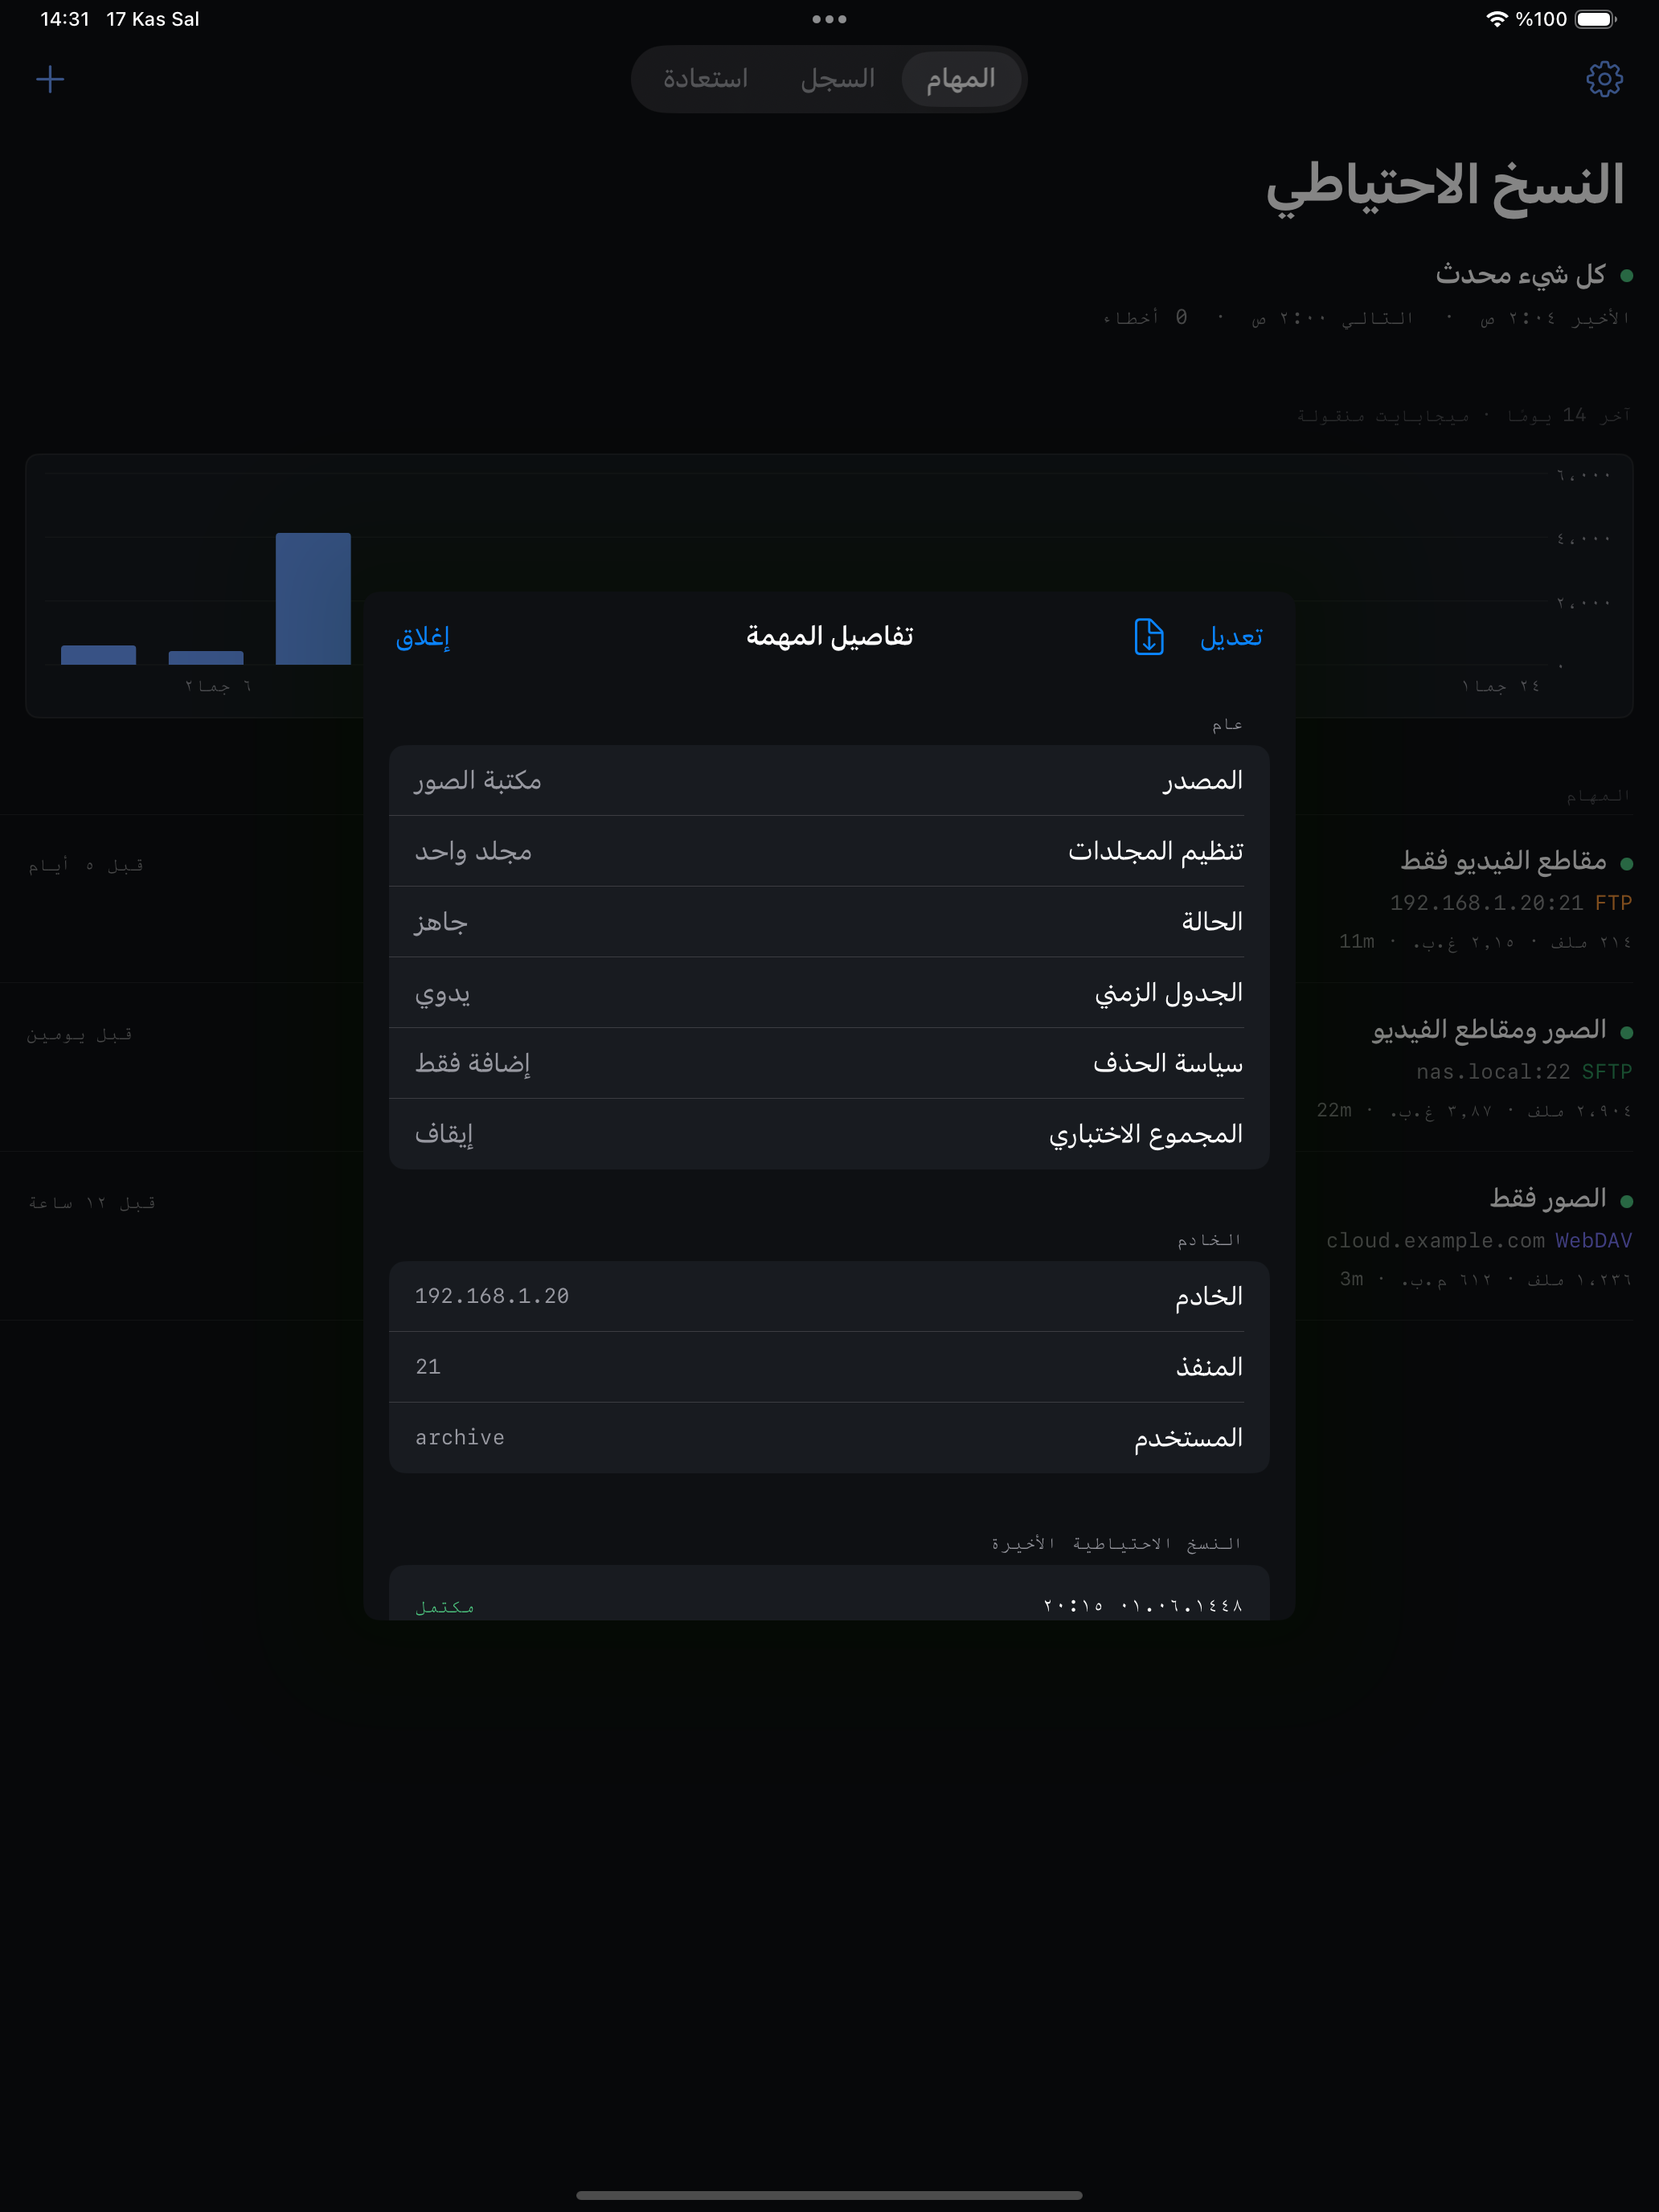 14:31 17 Kas Sal
%100
المهام السجل استعادة
النسخ الاحتياطي
كل شيء محدث
الأخير ٢:٠٤ ص · التالي ٢:٠٠ ص · 0 أخطاء
آخر 14 يومًا · ميجابايت منقولة
٦٬٠٠٠
٤٬٠٠٠
٢٬٠٠٠
٠
٢٤ جما١
٦ جما٢
المهام
مقاطع الفيديو فقط
قبل ٥ أيام
FTP 192.168.1.20:21
٢١٤ ملف · ٢٫١٥ غ.ب. · 11m
الصور ومقاطع الفيديو
قبل يومين
SFTP nas.local:22
٢٬٩٠٤ ملف · ٣٫٨٧ غ.ب. · 22m
الصور فقط
قبل ١٢ ساعة
WebDAV cloud.example.com
١٬٢٣٦ ملف · ٦١٢ م.ب. · 3m
تعديل
تفاصيل المهمة
إغلاق
عام
المصدر مكتبة الصور
تنظيم المجلدات مجلد واحد
الحالة جاهز
الجدول الزمني يدوي
سياسة الحذف إضافة فقط
المجموع الاختباري إيقاف
الخادم
الخادم 192.168.1.20
المنفذ 21
المستخدم archive
النسخ الاحتياطية الأخيرة
٠١.٠٦.١٤٤٨ ٢٠:١٥ مكتمل